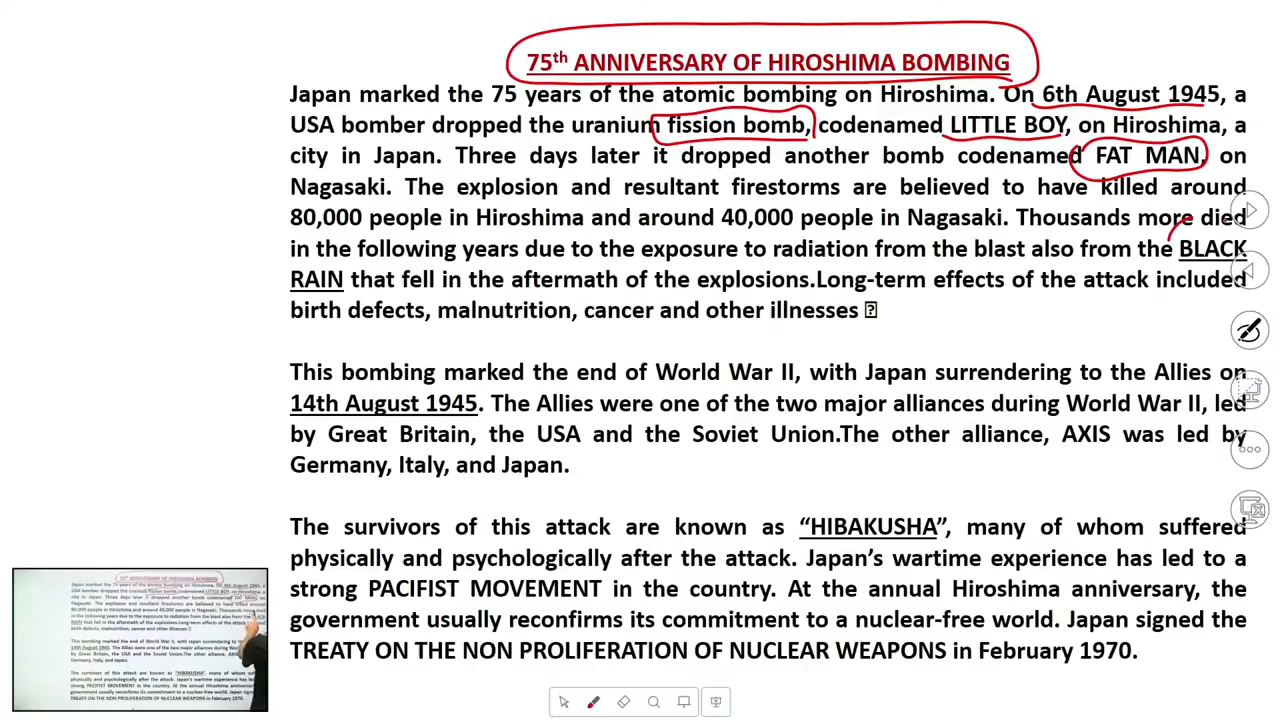 75th ANNIVERSARY OF HIROSHIMA BOMBING
Japan marked the 75 years of the atomic bombing on Hiroshima. On 6th August 1945, a
USA bomber dropped the uranium fission bomb, codenamed LITTLE BOY, on Hiroshima, a
city in Japan. Three days later it dropped another bomb codenamed FAT MAN, on
Nagasaki. The explosion and resultant firestorms are believed to have killed around
80,000 people in Hiroshima and around 40,000 people in Nagasaki. Thousands more died
in the following years due to the exposure to radiation from the blast also from the BLACK
RAIN that fell in the aftermath of the explosions.Long-term effects of the attack included
birth defects, malnutrition, cancer and other illnesses
This bombing marked the end of World War II, with Japan surrendering to the Allies on
14th August 1945. The Allies were one of the two major alliances during World War II, led
by Great Britain, the USA and the Soviet Union.The other alliance, AXIS was led by
Germany, Italy, and Japan.
The survivors of this attack are known as “HIBAKUSHA”, many of whom suffered
physically and psychologically after the attack. Japan’s wartime experience has led to a
strong PACIFIST MOVEMENT in the country. At the annual Hiroshima anniversary, the
government usually reconfirms its commitment to a nuclear-free world. Japan signed the
TREATY ON THE NON PROLIFERATION OF NUCLEAR WEAPONS in February 1970.